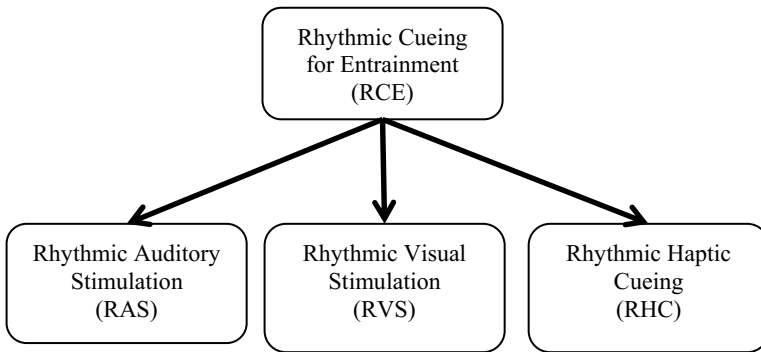 Rhythmic Cueing
for Entrainment
(RCE)
Rhythmic Auditory
Stimulation
(RAS)
Rhythmic Visual
Stimulation
(RVS)
Rhythmic Haptic
Cueing
(RHC)